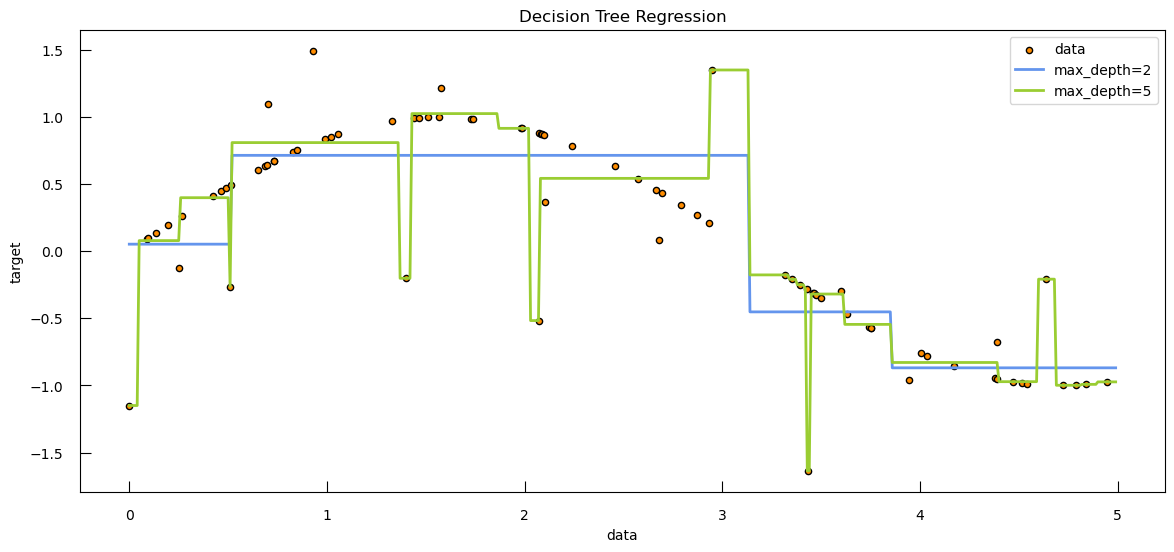 Decision Tree Regression
data
max_depth=2
max_depth=5
target
1.5
1.0
0.5
0.0
−0.5
−1.0
−1.5
0 1 2 3 4 5
data